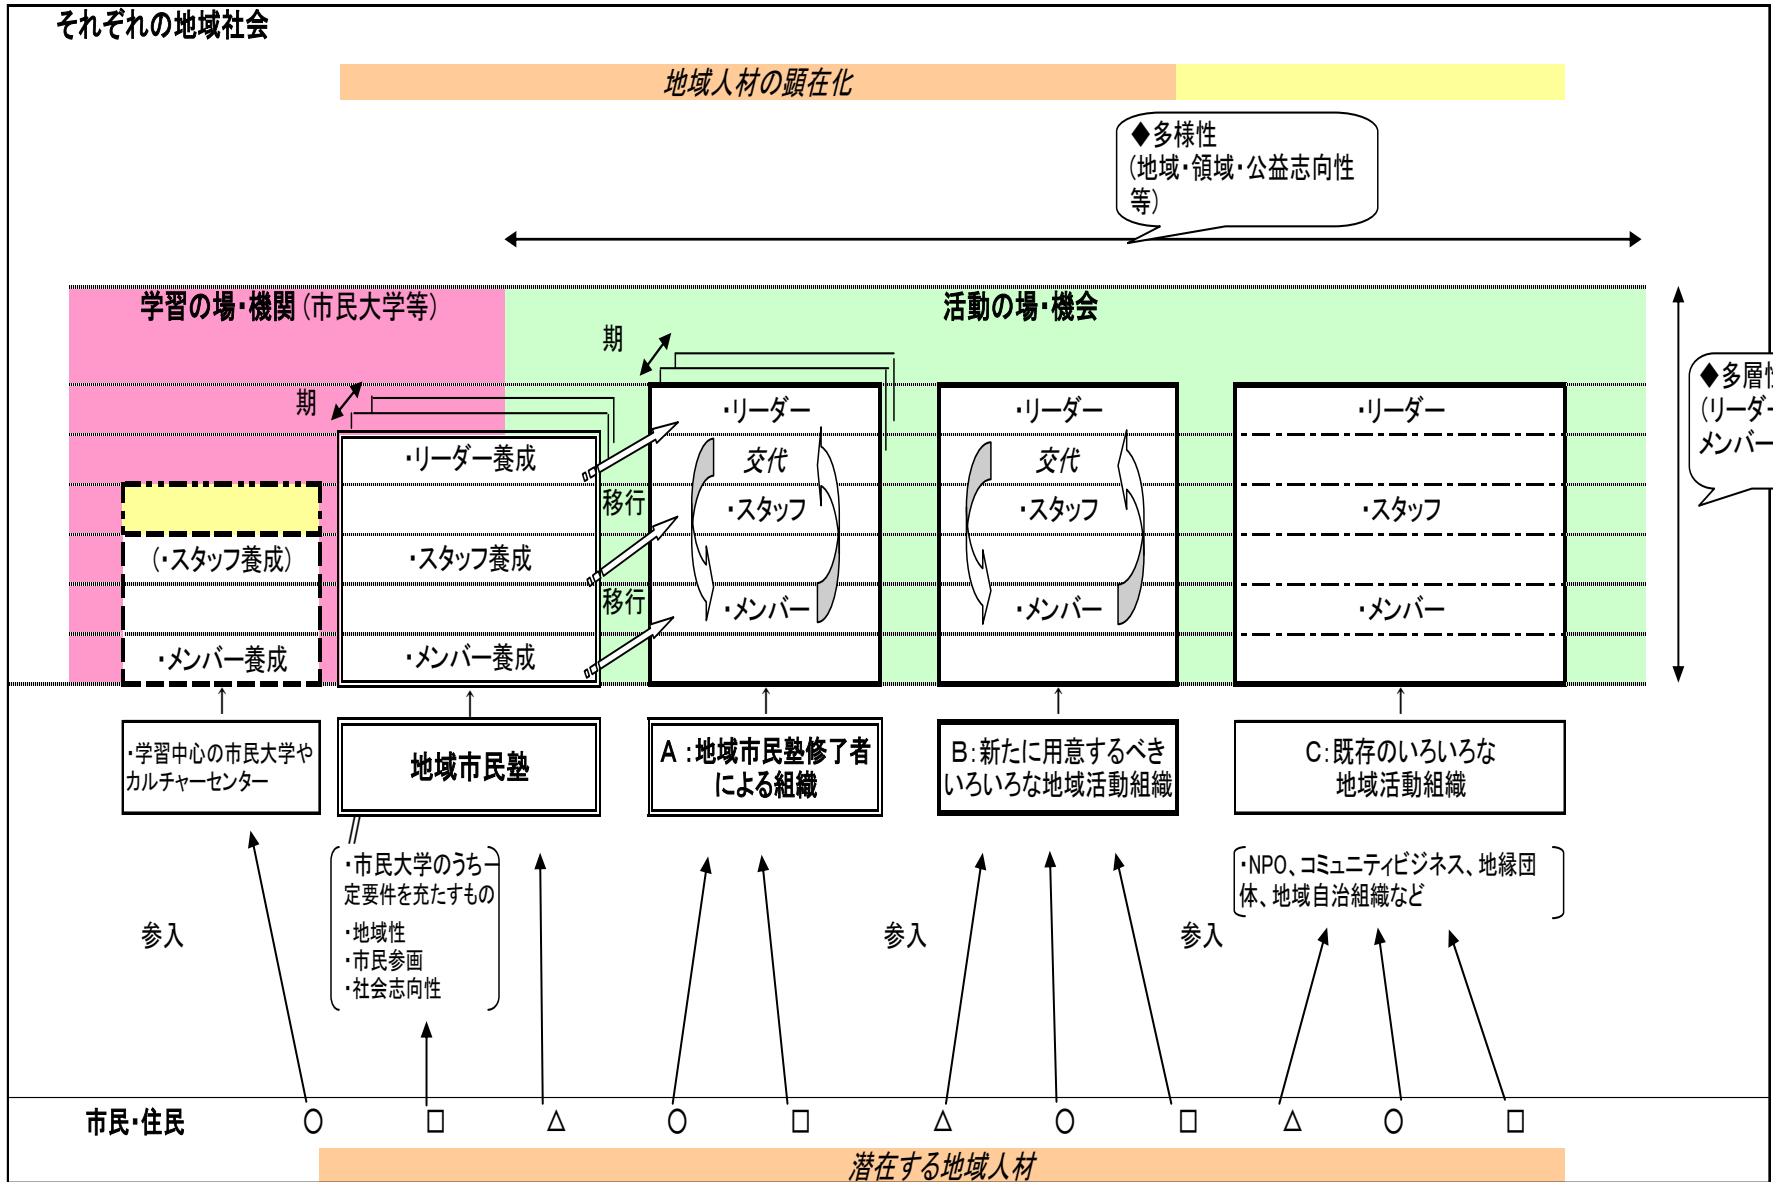 それぞれの地域社会
地域人材の顕在化
◆多様性
(地域・領域・公益志向性
等)
学習の場・機関(市民大学等)
活動の場・機会
期
期
◆多層性
(リーダー
メンバー
・リーダー
・リーダー
・リーダー
・リーダー養成
交代
交代
移行
・スタッフ
・スタッフ
・スタッフ
(・スタッフ養成)
・スタッフ養成
移行
・メンバー
・メンバー
・メンバー
・メンバー養成
・メンバー養成
・学習中心の市民大学や
カルチャーセンター
地域市民塾
A:地域市民塾修了者
による組織
B:新たに用意するべき
いろいろな地域活動組織
C:既存のいろいろな
地域活動組織
・市民大学のうち一
定要件を充たすもの
・地域性
・市民参画
・社会志向性
・NPO、コミュニティビジネス、地縁団
体、地域自治組織など
参入
参入
参入
市民・住民
○ □ △ ○ □ △ ○ □ △ ○ □
潜在する地域人材